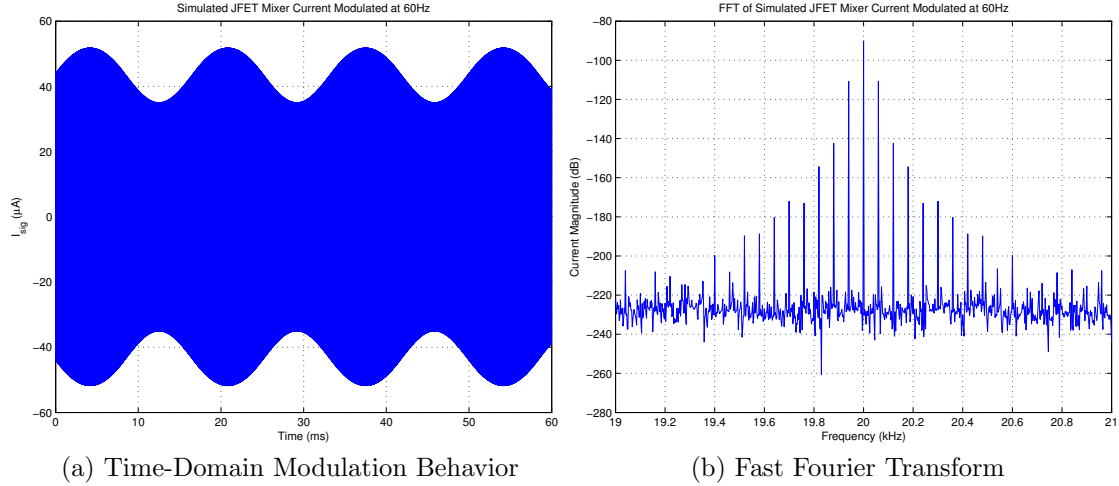 Simulated JFET Mixer Current Modulated at 60Hz
60
40
20
0
−20
−40
−60
I_sig (µA)
0 10 20 30 40 50 60
Time (ms)
(a) Time-Domain Modulation Behavior
FFT of Simulated JFET Mixer Current Modulated at 60Hz
−80
−100
−120
−140
−160
−180
−200
−220
−240
−260
−280
Current Magnitude (dB)
19 19.2 19.4 19.6 19.8 20 20.2 20.4 20.6 20.8 21
Frequency (kHz)
(b) Fast Fourier Transform